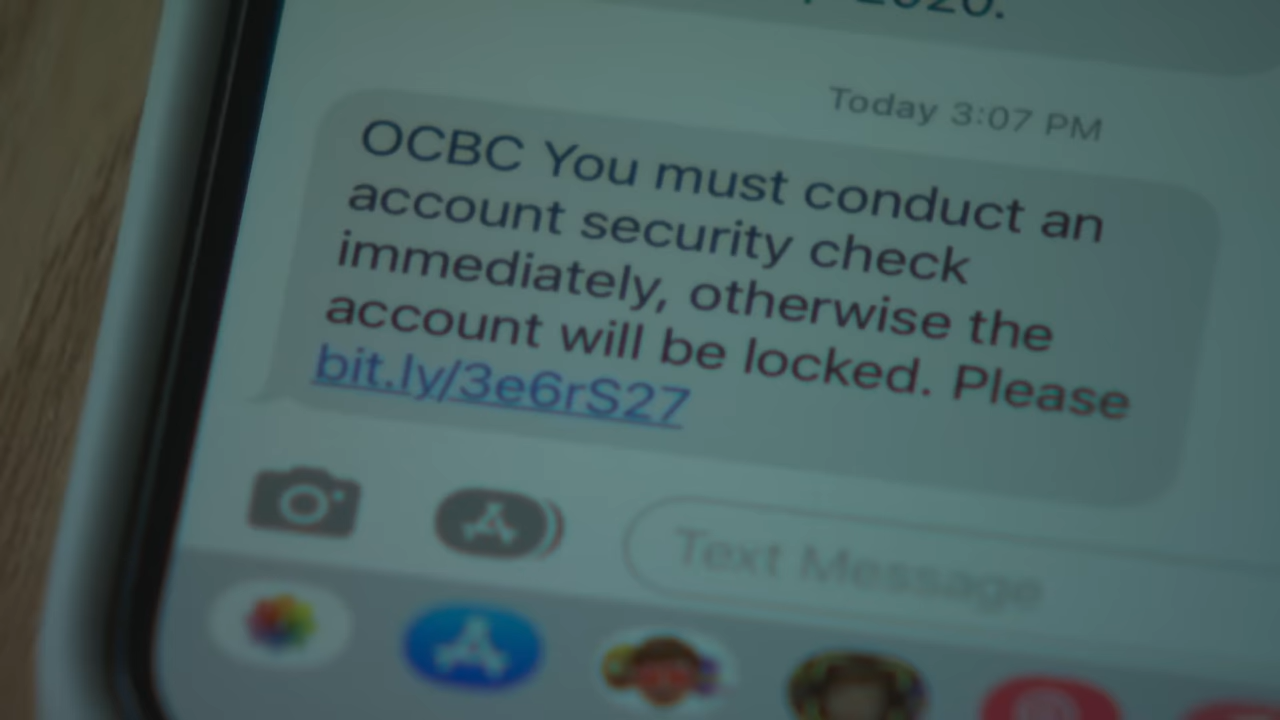 2020.
Today 3:07 PM
OCBC You must conduct an
account security check
immediately, otherwise the
account will be locked. Please
bit.ly/3e6rS27
Text Message